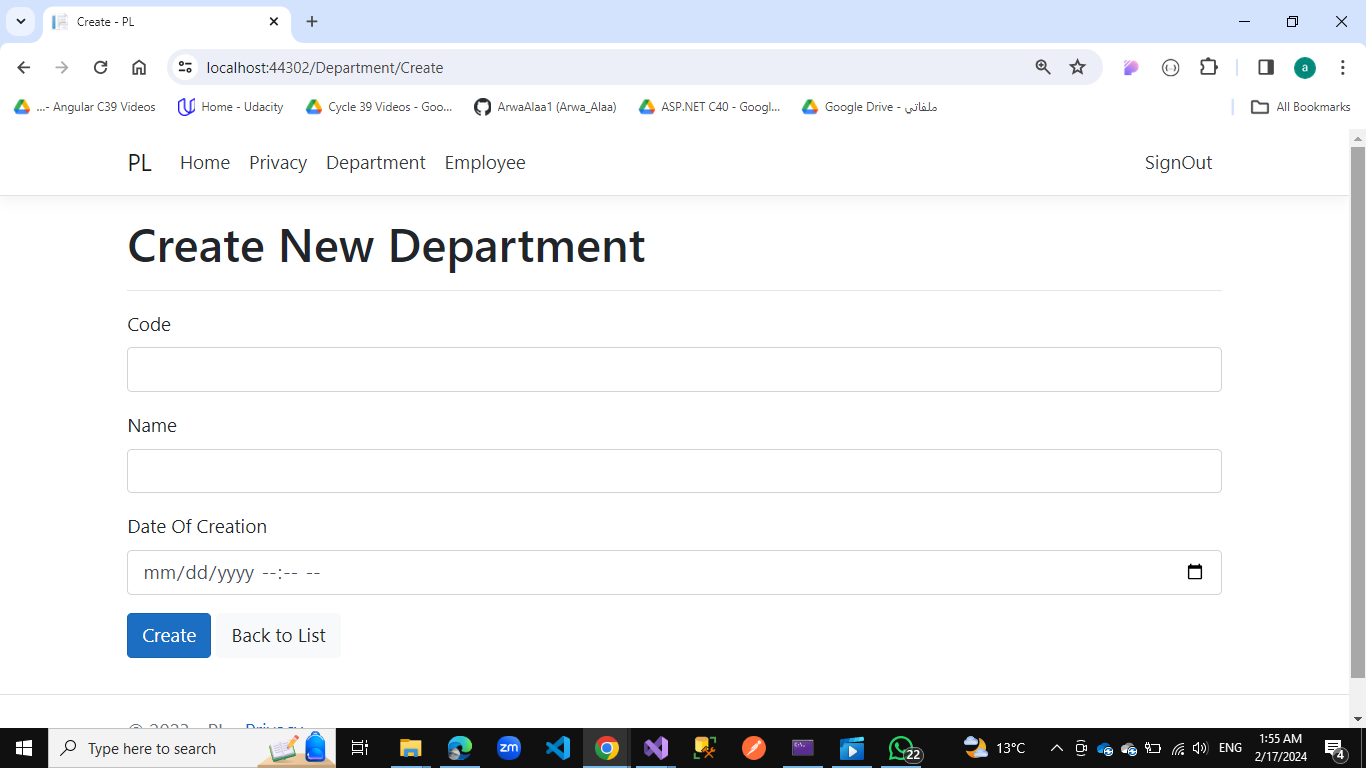 Create - PL
localhost:44302/Department/Create
...- Angular C39 Videos
Home - Udacity
Cycle 39 Videos - Goo...
ArwaAlaa1 (Arwa_Alaa)
ASP.NET C40 - Googl...
Google Drive - ملفاتي
All Bookmarks
PL Home Privacy Department Employee SignOut
Create New Department
Code
Name
Date Of Creation
mm/dd/yyyy --:-- --
Create Back to List
© 2023 - PL - Privacy
Type here to search
zm
22
13°C
ENG
1:55 AM
2/17/2024
4
a